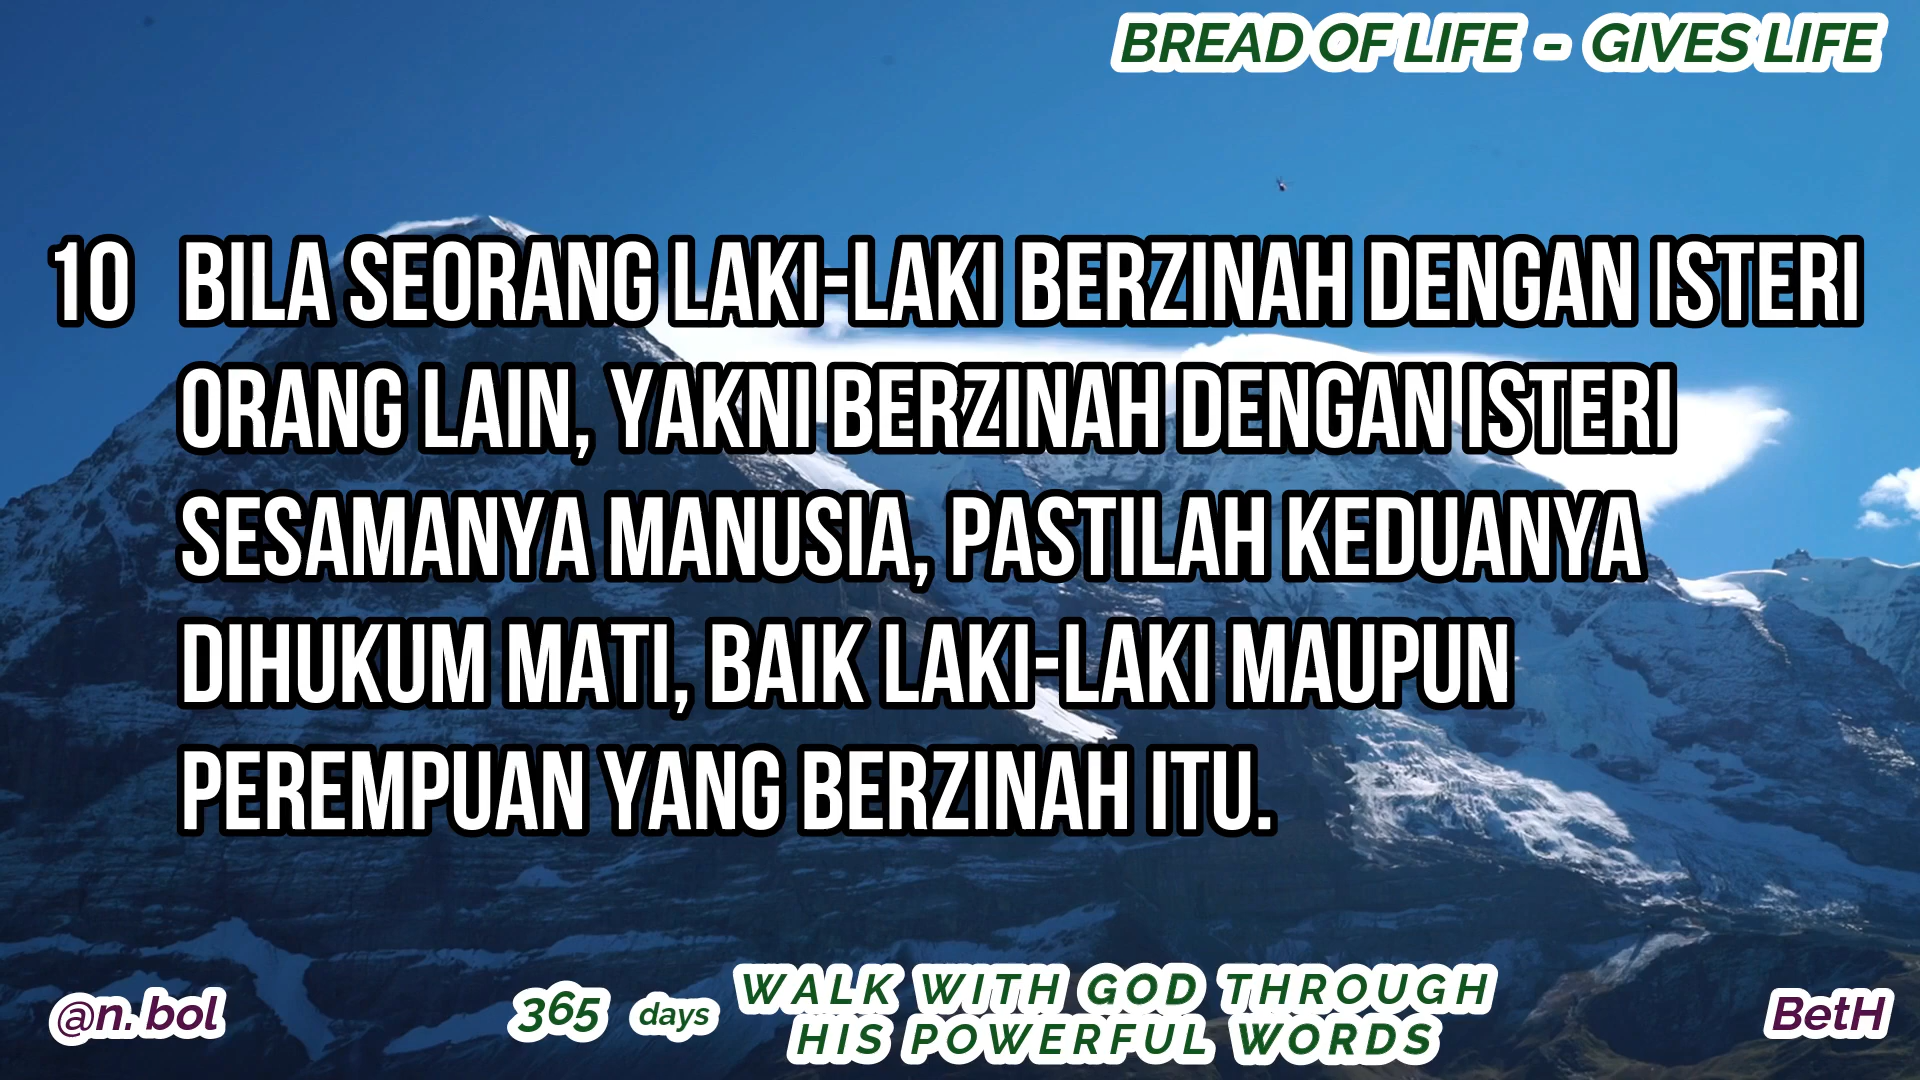 BREAD OF LIFE - GIVES LIFE
10 BILA SEORANG LAKI-LAKI BERZINAH DENGAN ISTERI
ORANG LAIN, YAKNI BERZINAH DENGAN ISTERI
SESAMANYA MANUSIA, PASTILAH KEDUANYA
DIHUKUM MATI, BAIK LAKI-LAKI MAUPUN
PEREMPUAN YANG BERZINAH ITU.
@n.bol
365 days
WALK WITH GOD THROUGH
HIS POWERFUL WORDS
BetH